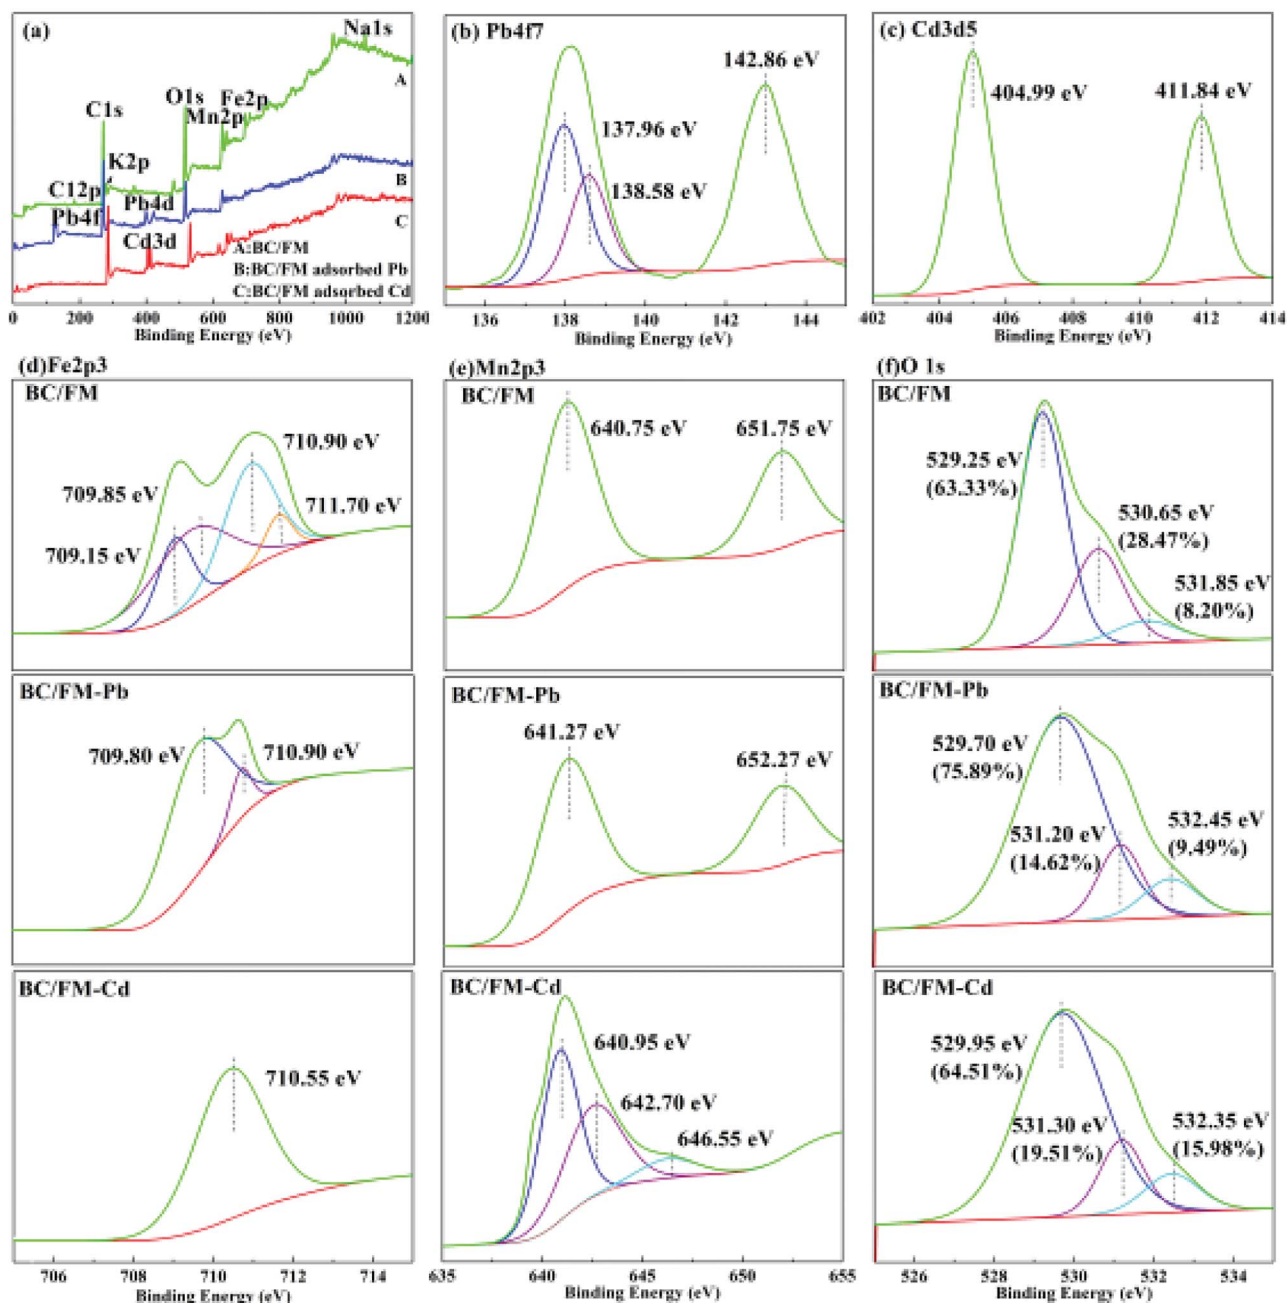 (a)
Na1s
A
C1s
O1s
Fe2p
Mn2p
K2p
C12p
Pb4f
Pb4d
B
Cd3d
C
A:BC/FM
B:BC/FM adsorbed Pb
C:BC/FM adsorbed Cd
0 200 400 600 800 1000 1200
Binding Energy (eV)
(b) Pb4f7
142.86 eV
137.96 eV
138.58 eV
136 138 140 142 144
Binding Energy (eV)
(c) Cd3d5
404.99 eV
411.84 eV
402 404 406 408 410 412 414
Binding Energy (eV)
(d)Fe2p3
BC/FM
710.90 eV
709.85 eV
711.70 eV
709.15 eV
BC/FM-Pb
709.80 eV
710.90 eV
BC/FM-Cd
710.55 eV
706 708 710 712 714
Binding Energy (eV)
(e)Mn2p3
BC/FM
640.75 eV
651.75 eV
BC/FM-Pb
641.27 eV
652.27 eV
BC/FM-Cd
640.95 eV
642.70 eV
646.55 eV
635 640 645 650 655
Binding Energy (eV)
(f)O 1s
BC/FM
529.25 eV
(63.33%)
530.65 eV
(28.47%)
531.85 eV
(8.20%)
BC/FM-Pb
529.70 eV
(75.89%)
531.20 eV
(14.62%)
532.45 eV
(9.49%)
BC/FM-Cd
529.95 eV
(64.51%)
531.30 eV
(19.51%)
532.35 eV
(15.98%)
526 528 530 532 534
Binding Energy (eV)